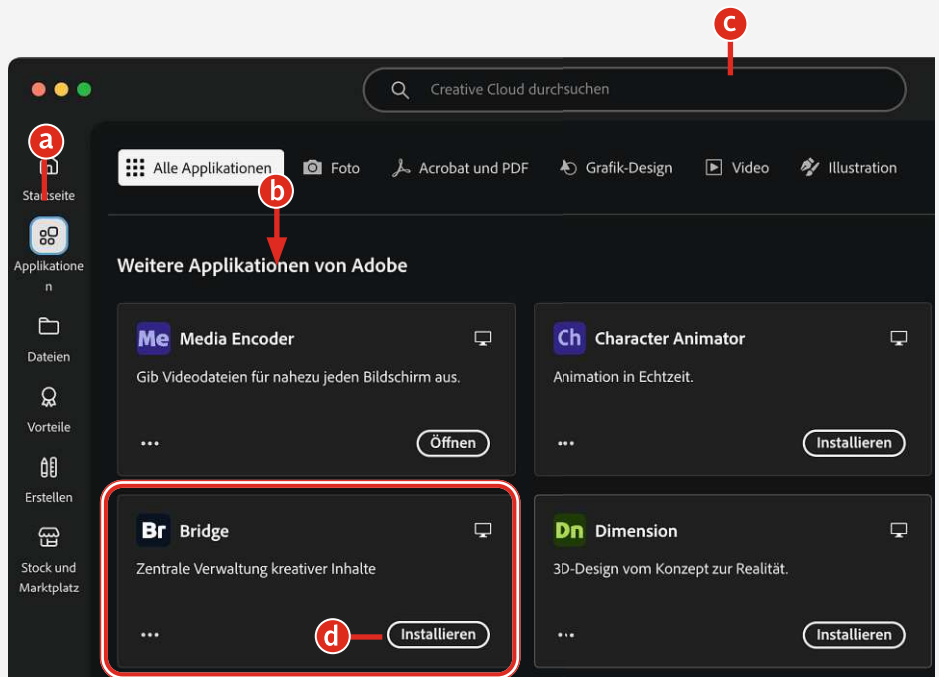 c
Creative Cloud durchsuchen
a
Startseite
Alle Applikationen
Foto
Acrobat und PDF
Grafik-Design
Video
Illustration
b
Applikatione
n
Dateien
Vorteile
Erstellen
Stock und
Marktplatz
Weitere Applikationen von Adobe
Me Media Encoder
Gib Videodateien für nahezu jeden Bildschirm aus.
Öffnen
Ch Character Animator
Animation in Echtzeit.
Installieren
Br Bridge
Zentrale Verwaltung kreativer Inhalte
d
Installieren
Dn Dimension
3D-Design vom Konzept zur Realität.
Installieren